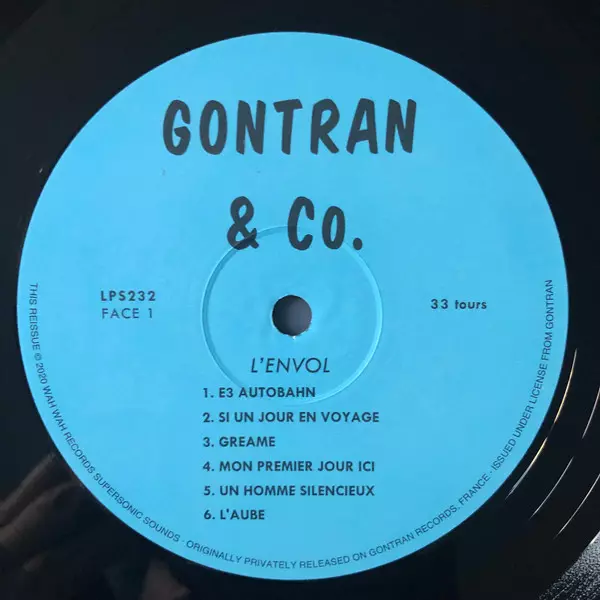 GONTRAN
& Co.
LPS232
FACE 1
33 tours
L'ENVOL
1. E3 AUTOBAHN
2. SI UN JOUR EN VOYAGE
3. GREAME
4. MON PREMIER JOUR ICI
5. UN HOMME SILENCIEUX
6. L'AUBE
THIS REISSUE © 2020 WAH WAH RECORDS SUPERSONIC SOUNDS · ORIGINALLY PRIVATELY RELEASED ON GONTRAN RECORDS, FRANCE · ISSUED UNDER LICENSE FROM GONTRAN